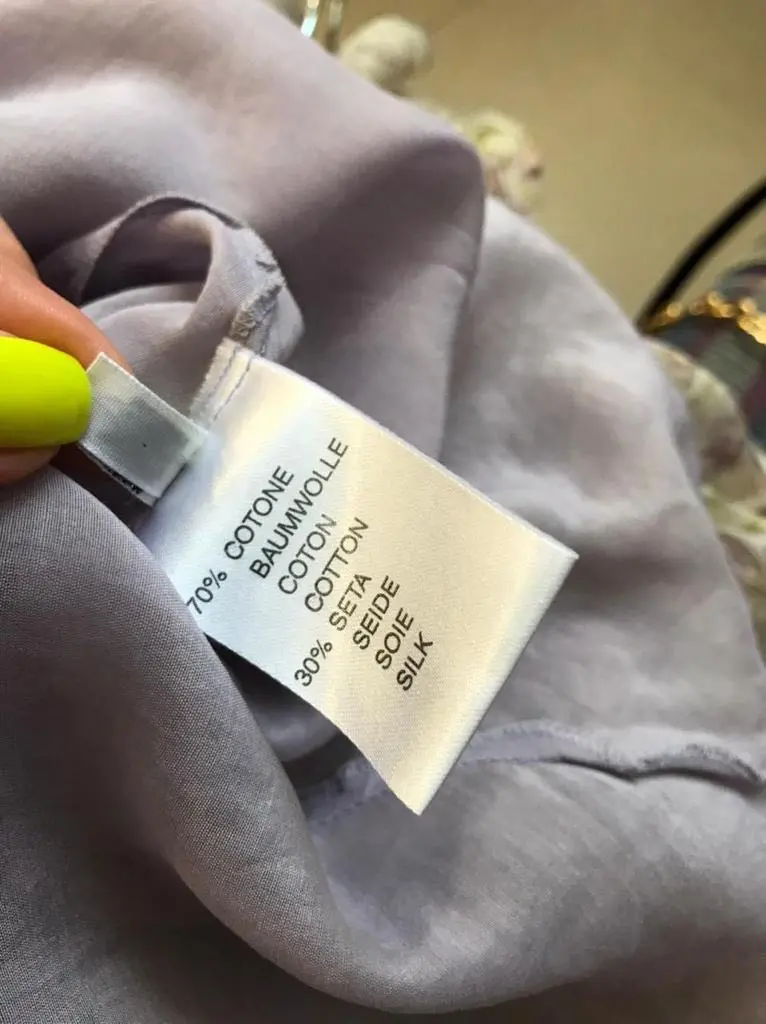 70% COTONE
BAUMWOLLE
COTON
COTTON
30% SETA
SEIDE
SOIE
SILK